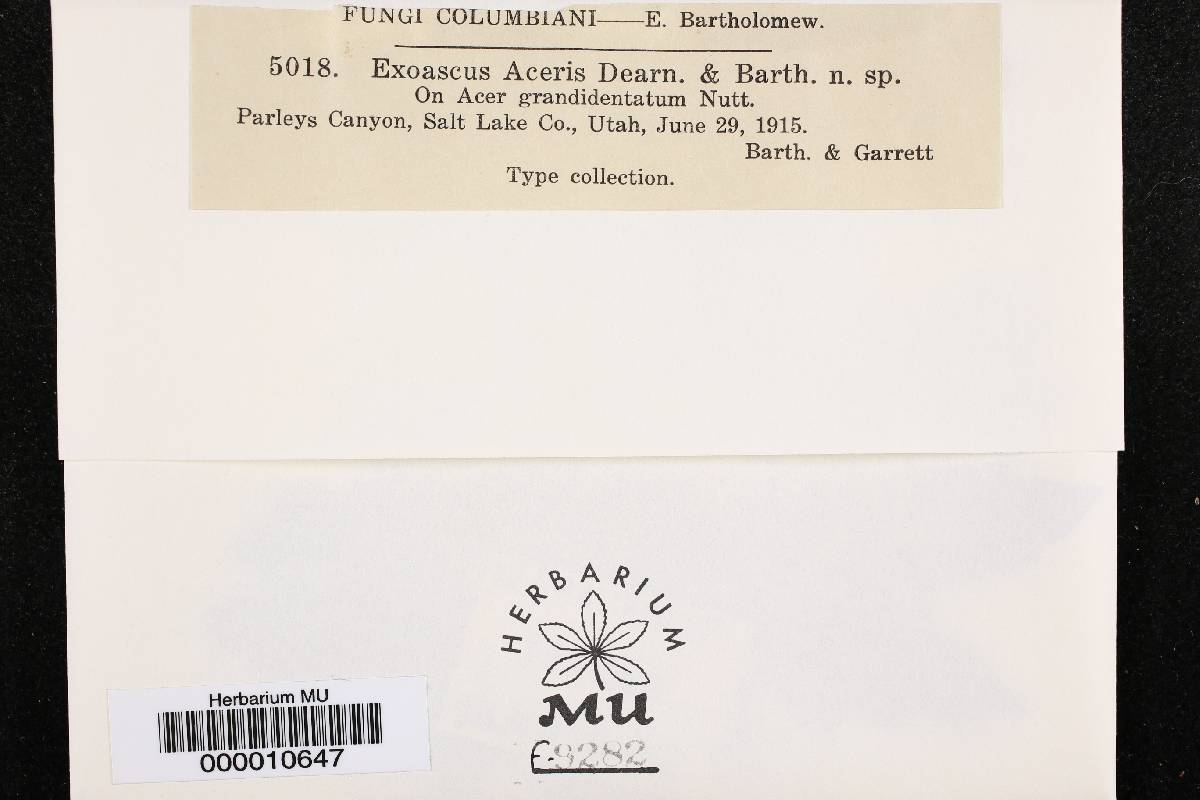 FUNGI COLUMBIANI——E. Bartholomew.
5018. Exoascus Aceris Dearn. & Barth. n. sp.
On Acer grandidentatum Nutt.
Parleys Canyon, Salt Lake Co., Utah, June 29, 1915.
Barth. & Garrett
Type collection.
HERBARIUM
MU
F-9282
Herbarium MU
000010647